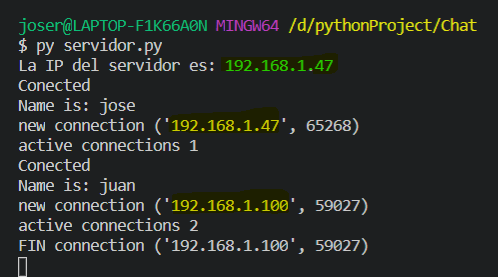 joser@LAPTOP-F1K66A0N MINGW64 /d/pythonProject/Chat
$ py servidor.py
La IP del servidor es: 192.168.1.47
Conected
Name is: jose
new connection ('192.168.1.47', 65268)
active connections 1
Conected
Name is: juan
new connection ('192.168.1.100', 59027)
active connections 2
FIN connection ('192.168.1.100', 59027)